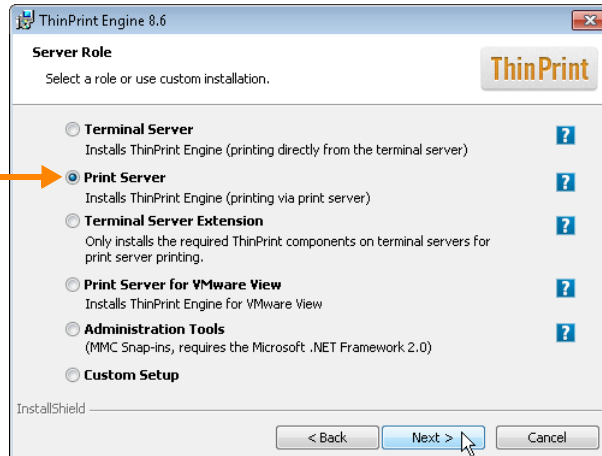 ThinPrint Engine 8.6
Server Role
Select a role or use custom installation.
ThinPrint
Terminal Server
?
Installs ThinPrint Engine (printing directly from the terminal server)
Print Server
?
Installs ThinPrint Engine (printing via print server)
Terminal Server Extension
?
Only installs the required ThinPrint components on terminal servers for
print server printing.
Print Server for VMware View
?
Installs ThinPrint Engine for VMware View
Administration Tools
?
(MMC Snap-ins, requires the Microsoft .NET Framework 2.0)
Custom Setup
InstallShield
< Back
Next >
Cancel